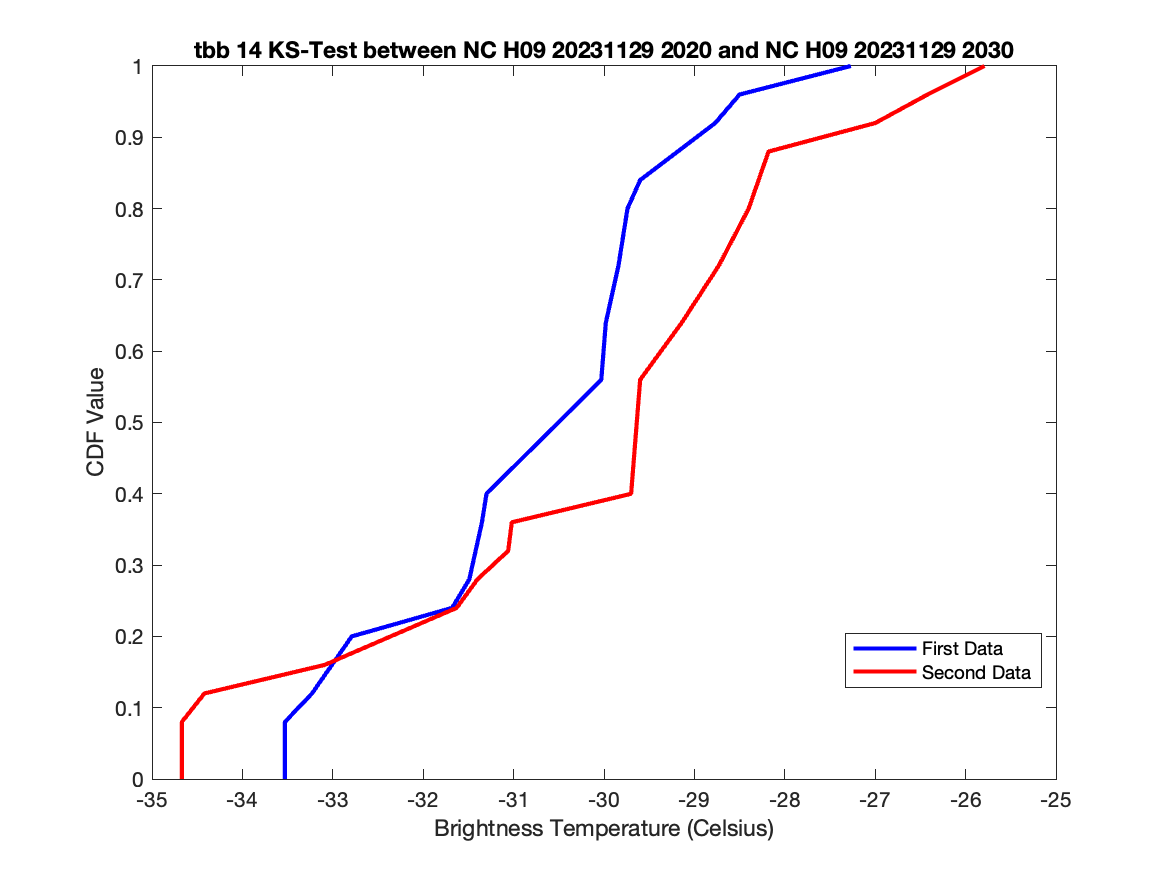 tbb 14 KS-Test between NC H09 20231129 2020 and NC H09 20231129 2030
1
0.9
0.8
0.7
0.6
0.5
0.4
0.3
0.2
0.1
0
CDF Value
First Data
Second Data
-35 -34 -33 -32 -31 -30 -29 -28 -27 -26 -25
Brightness Temperature (Celsius)